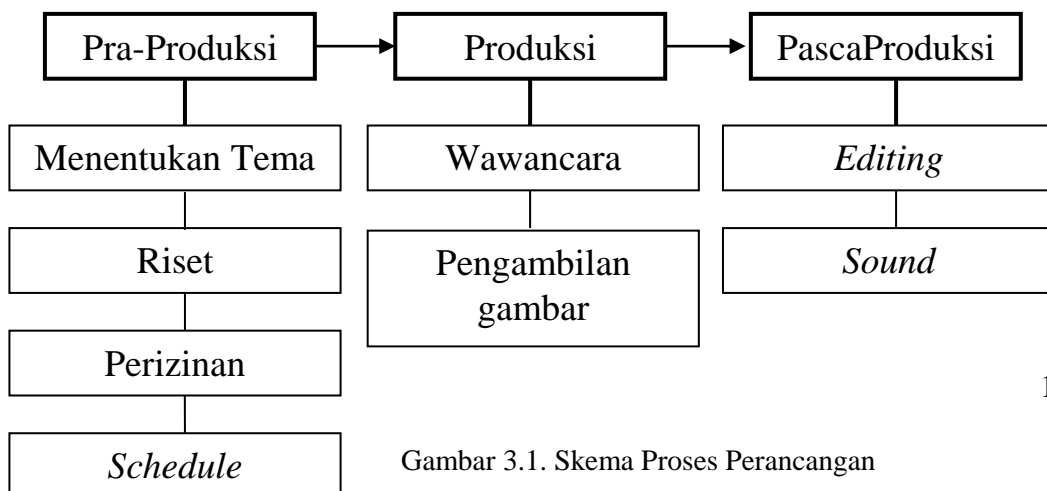 Pra-Produksi
Produksi
PascaProduksi
Menentukan Tema
Wawancara
Editing
Riset
Pengambilan
gambar
Sound
Perizinan
1
Schedule
Gambar 3.1. Skema Proses Perancangan